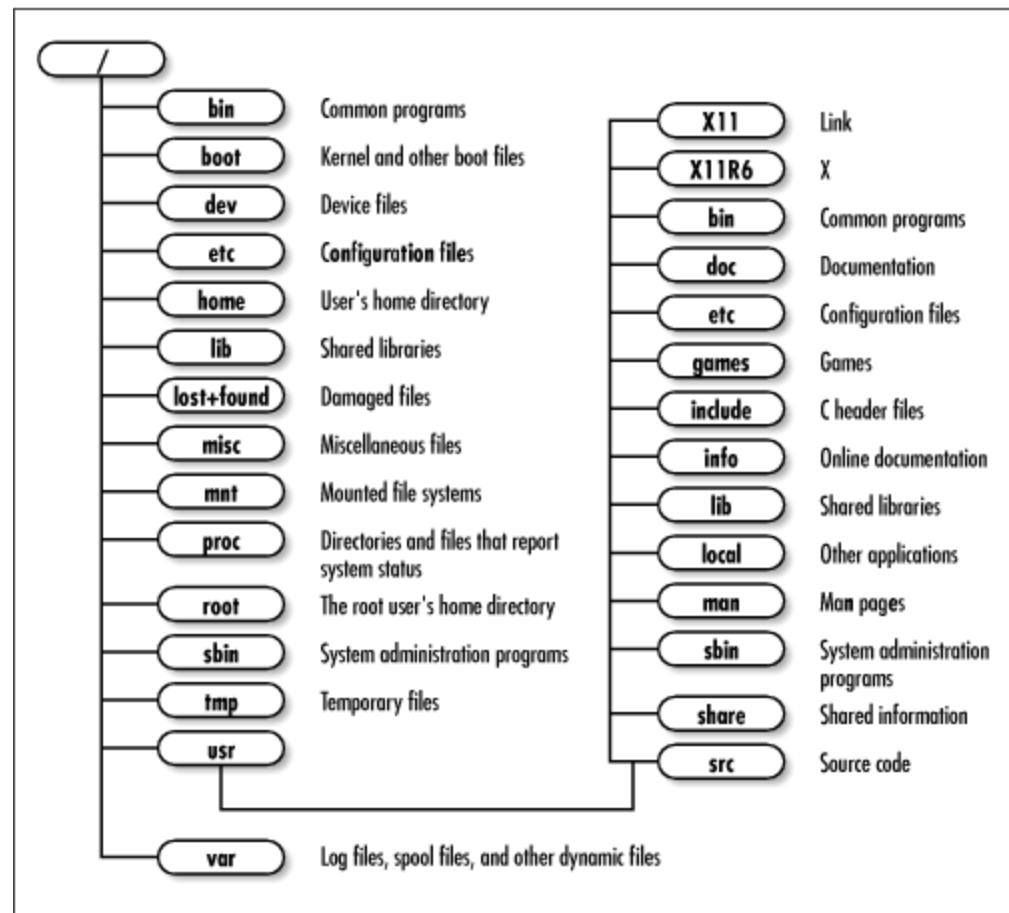 /
bin Common programs
boot Kernel and other boot files
dev Device files
etc Configuration files
home User's home directory
lib Shared libraries
lost+found Damaged files
misc Miscellaneous files
mnt Mounted file systems
proc Directories and files that report
system status
root The root user's home directory
sbin System administration programs
tmp Temporary files
usr
var Log files, spool files, and other dynamic files
X11 Link
X11R6 X
bin Common programs
doc Documentation
etc Configuration files
games Games
include C header files
info Online documentation
lib Shared libraries
local Other applications
man Man pages
sbin System administration
programs
share Shared information
src Source code